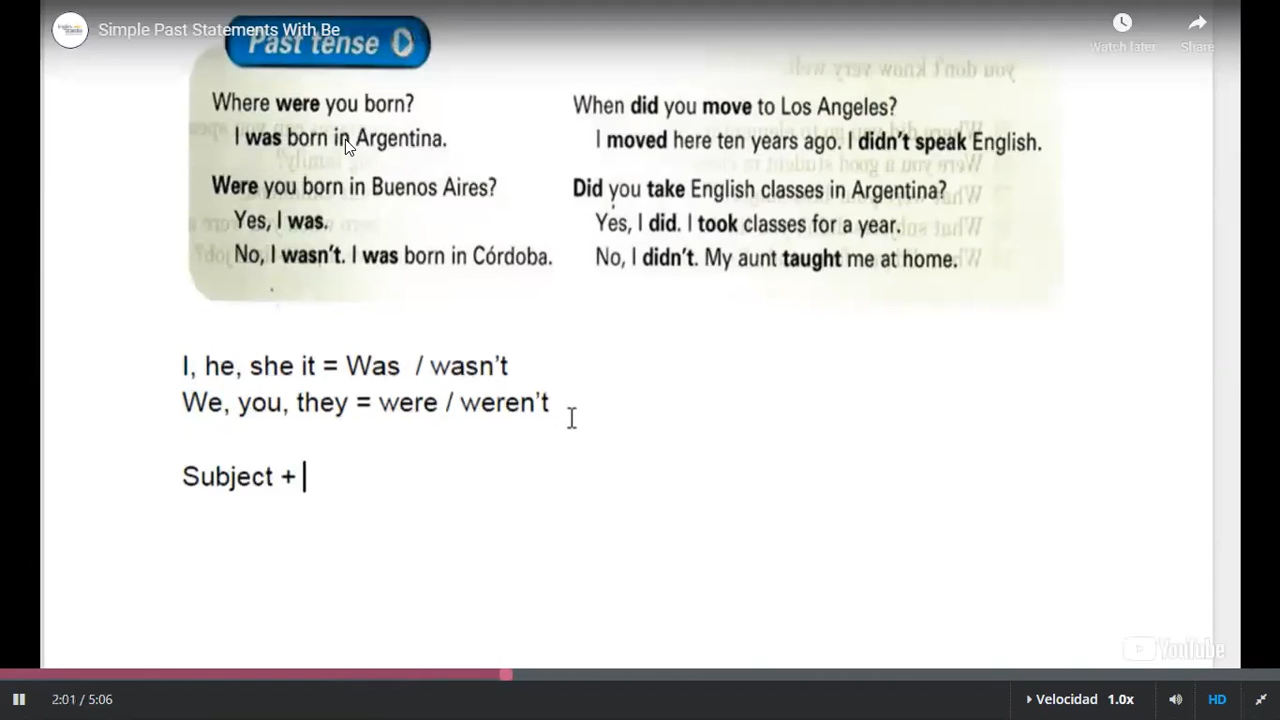 Simple Past Statements With Be
Watch later
Share
Past tense
Where were you born?
I was born in Argentina.
Were you born in Buenos Aires?
Yes, I was.
No, I wasn't. I was born in Córdoba.
When did you move to Los Angeles?
I moved here ten years ago. I didn't speak English.
Did you take English classes in Argentina?
Yes, I did. I took classes for a year.
No, I didn't. My aunt taught me at home.
I, he, she it = Was / wasn't
We, you, they = were / weren't
Subject +
YouTube
2:01 / 5:06
Velocidad 1.0x
HD